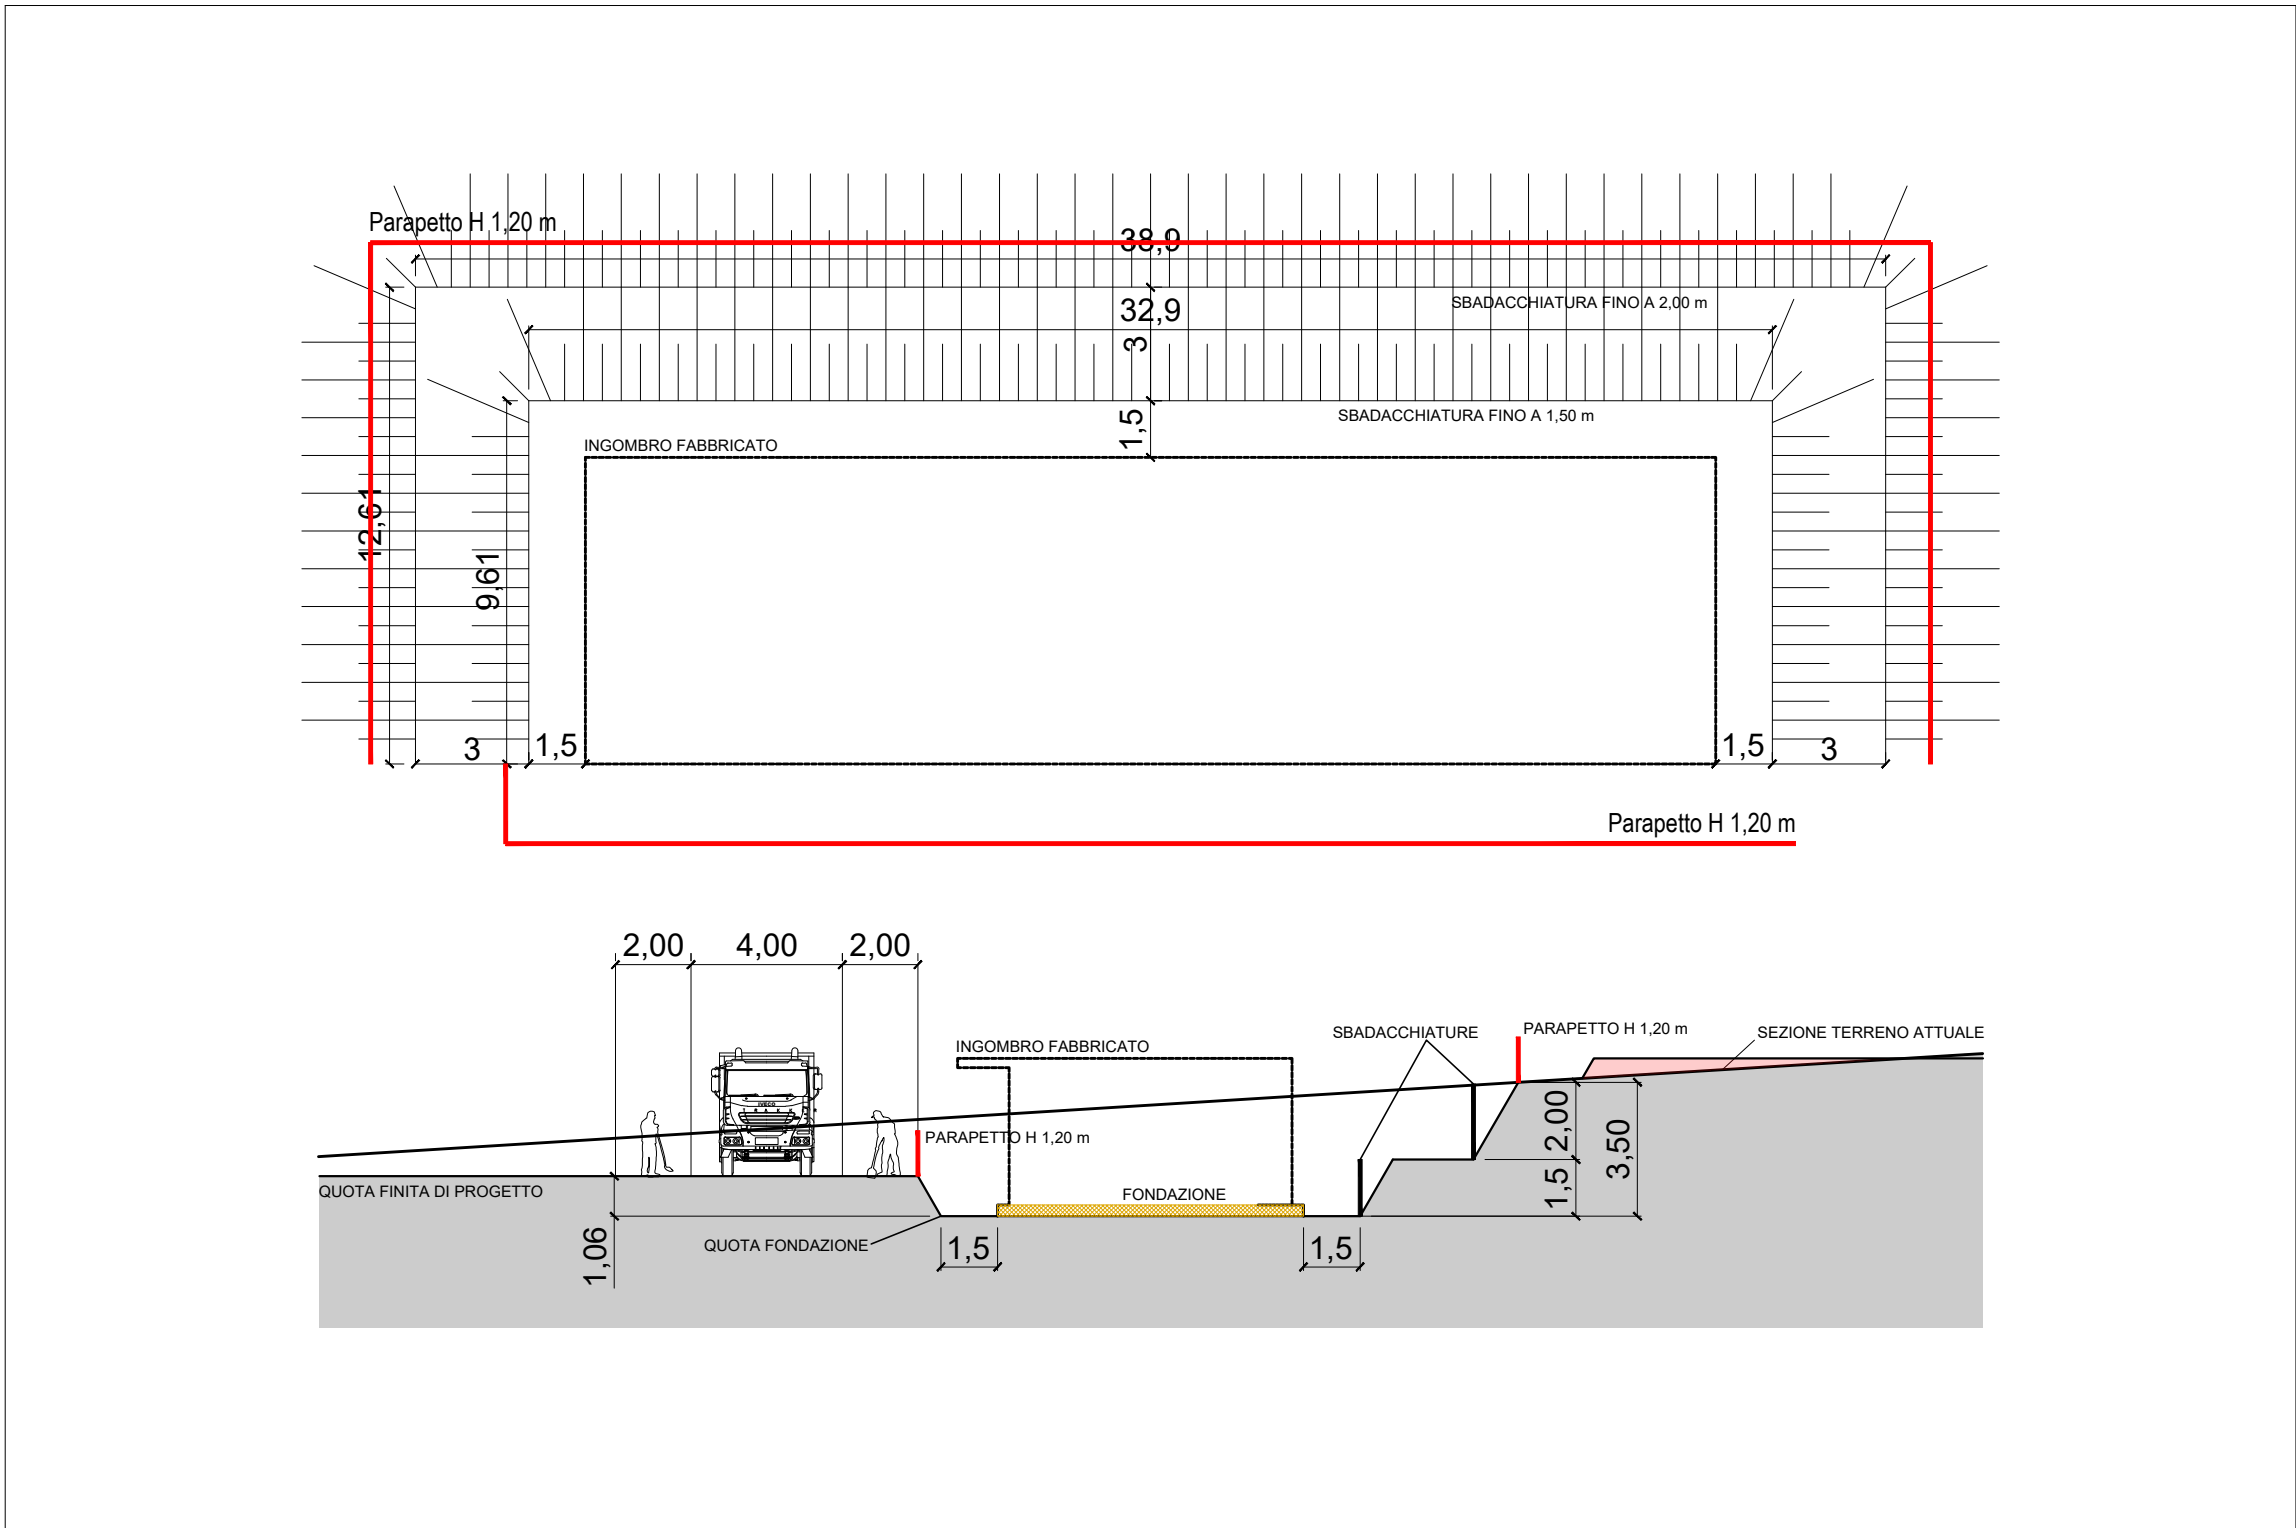 Parapetto H 1,20 m
38,9
SBADACCHIATURA FINO A 2,00 m
32,9
3
SBADACCHIATURA FINO A 1,50 m
1,5
INGOMBRO FABBRICATO
12,61
9,61
3
1,5
1,5
3
Parapetto H 1,20 m
2,00
4,00
2,00
SBADACCHIATURE
PARAPETTO H 1,20 m
SEZIONE TERRENO ATTUALE
INGOMBRO FABBRICATO
IVECO
PARAPETTO H 1,20 m
2,00
3,50
1,5
QUOTA FINITA DI PROGETTO
FONDAZIONE
QUOTA FONDAZIONE
1,06
1,5
1,5